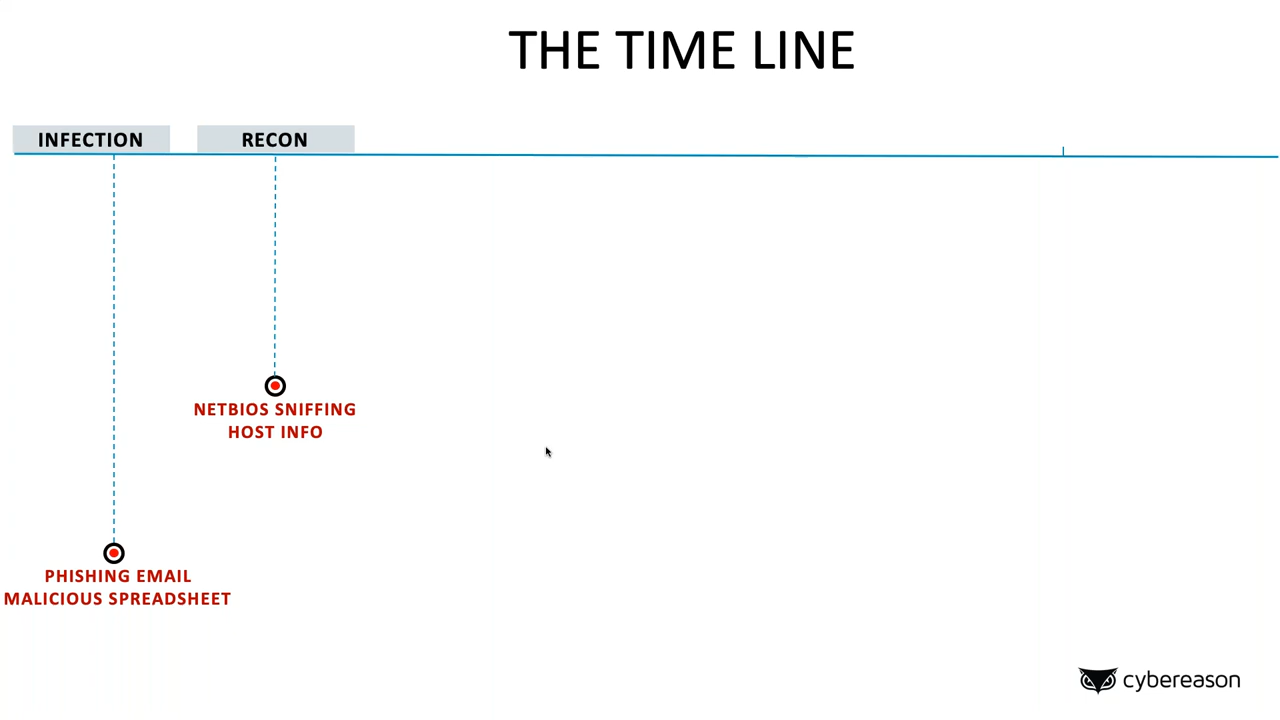 THE TIME LINE
INFECTION
RECON
NETBIOS SNIFFING
HOST INFO
PHISHING EMAIL
MALICIOUS SPREADSHEET
cybereason